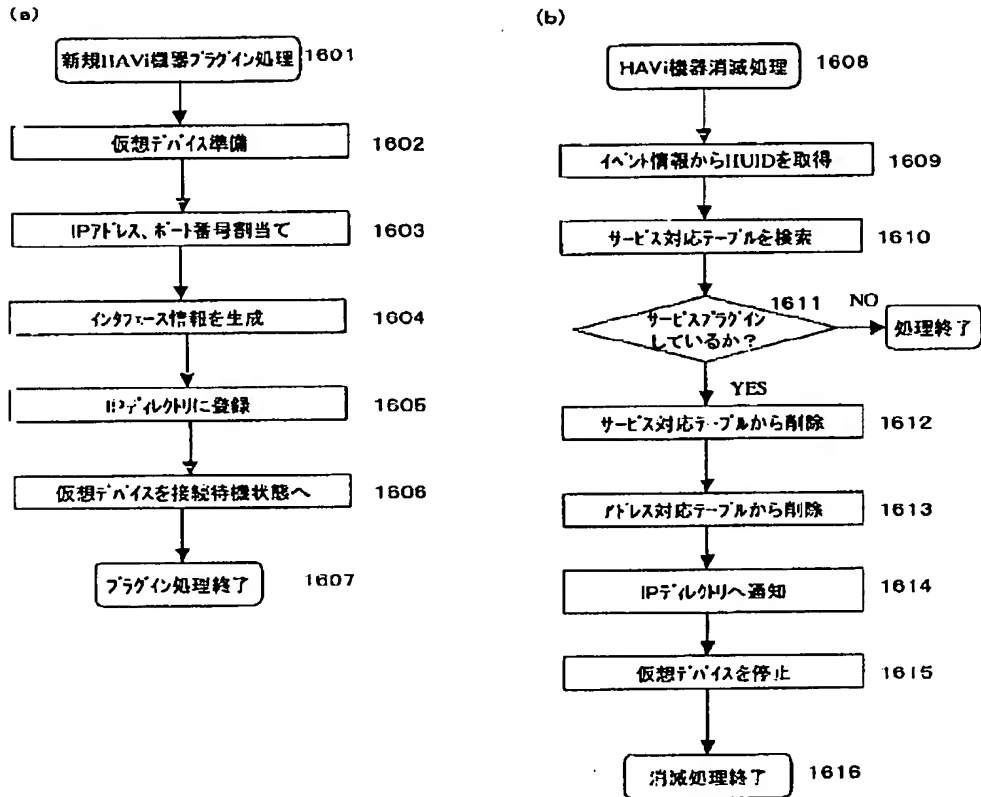 (a)
新規HAVi機器プラグイン処理 1601
仮想デバイス準備 1602
IPアドレス、ポート番号割当て 1603
インタフェース情報を生成 1604
IPディレクトリに登録 1605
仮想デバイスを接続待機状態へ 1606
プラグイン処理終了 1607
(b)
HAVi機器消滅処理 1608
イベント情報からHUIDを取得 1609
サービス対応テーブルを検索 1610
1611 NO
サービスプラグイン
しているか?
処理終了
YES
サービス対応テーブルから削除 1612
アドレス対応テーブルから削除 1613
IPディレクトリへ通知 1614
仮想デバイスを停止 1615
消滅処理終了 1616